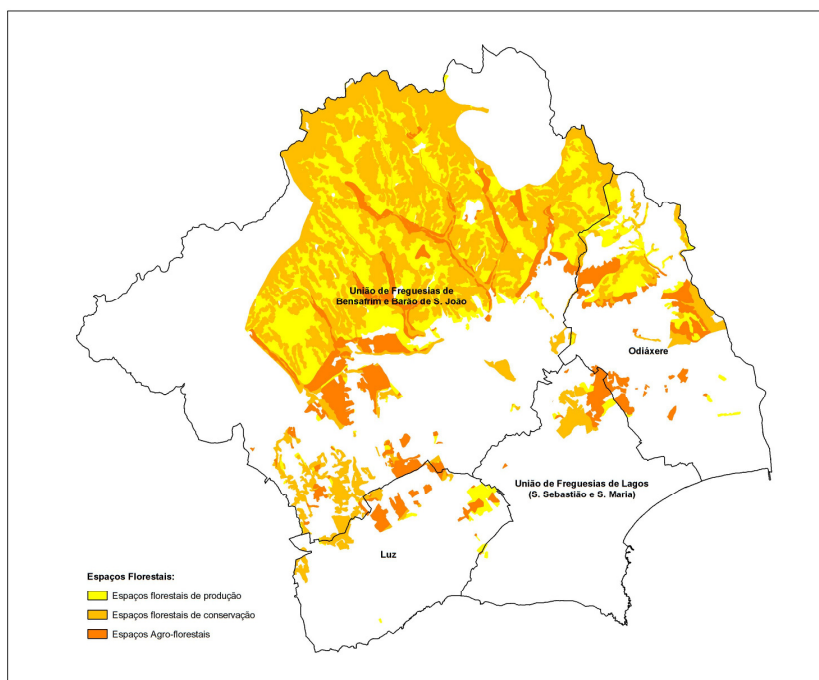 União de Freguesias de
Bensafrim e Barão de S. João
Odiáxere
União de Freguesias de Lagos
(S. Sebastião e S. Maria)
Luz
Espaços Florestais:
Espaços florestais de produção
Espaços florestais de conservação
Espaços Agro-florestais